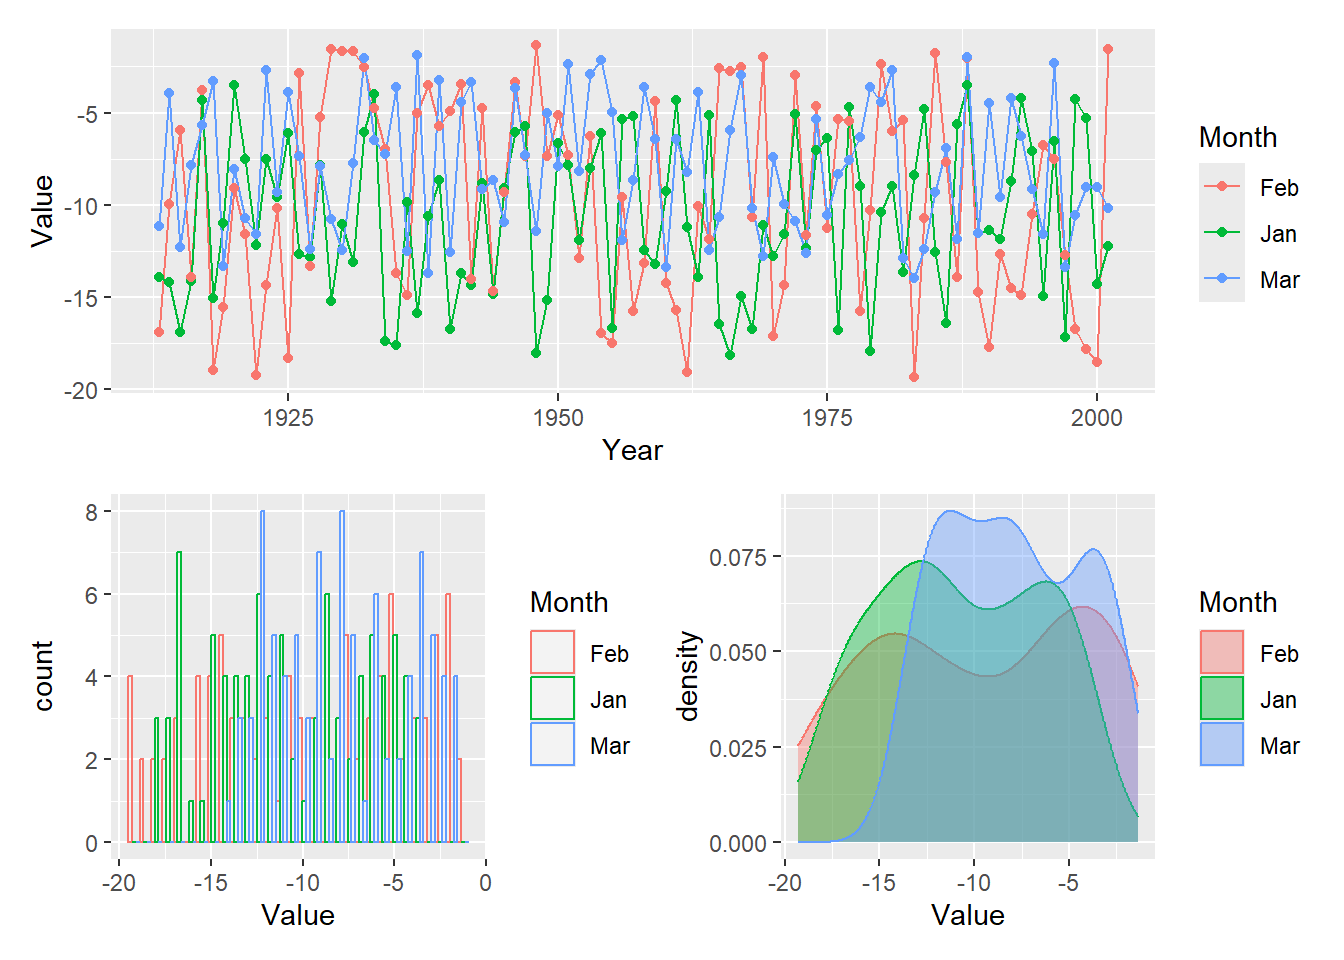 -5
-10
-15
-20
Value
1925 1950 1975 2000
Year
Month
Feb
Jan
Mar
8
6
4
2
0
count
-20 -15 -10 -5 0
Value
Month
Feb
Jan
Mar
0.075
0.050
0.025
0.000
density
-20 -15 -10 -5
Value
Month
Feb
Jan
Mar